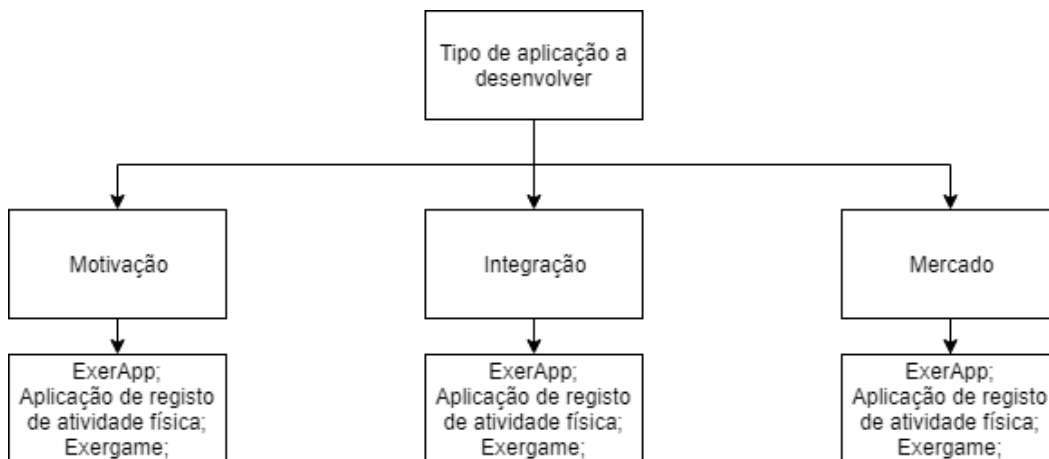 Tipo de aplicação a
desenvolver
Motivação
Integração
Mercado
ExerApp;
Aplicação de registo
de atividade física;
Exergame;
ExerApp;
Aplicação de registo
de atividade física;
Exergame;
ExerApp;
Aplicação de registo
de atividade física;
Exergame;